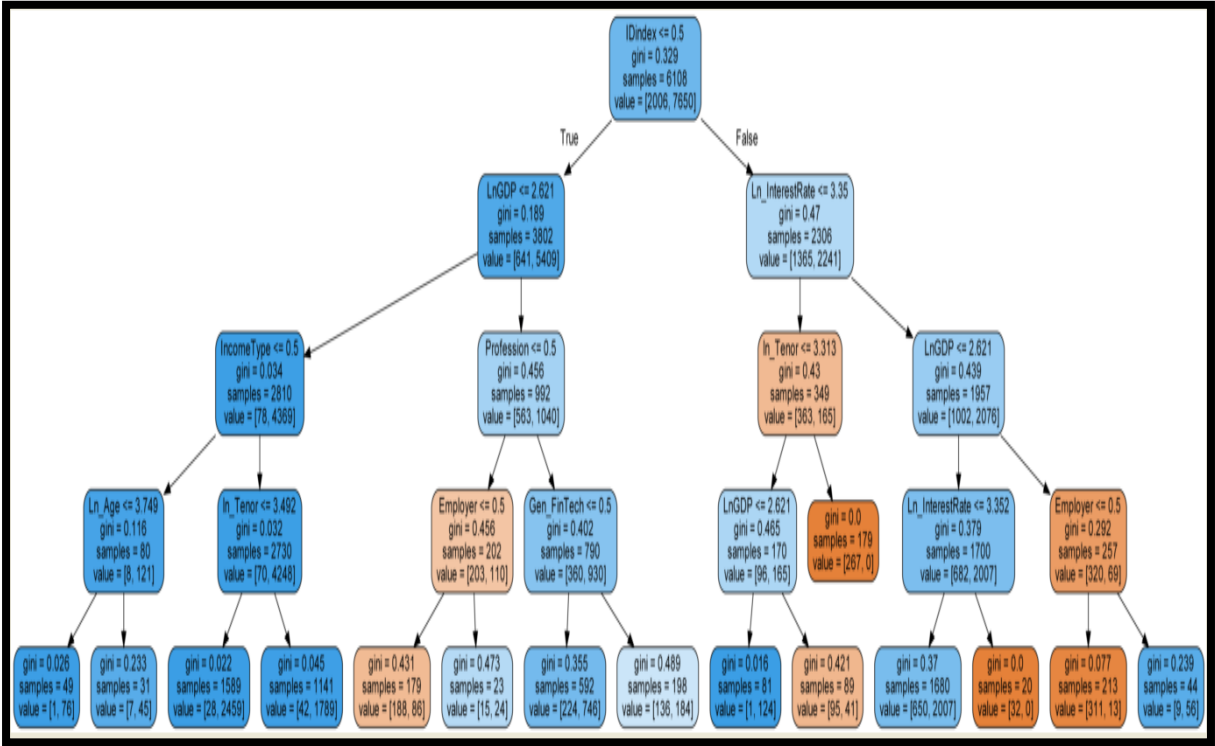 IDindex <= 0.5
gini = 0.329
samples = 6108
value = [2006, 7650]
True
False
LnGDP <= 2.621
gini = 0.189
samples = 3802
value = [641, 5409]
Ln_InterestRate <= 3.35
gini = 0.47
samples = 2306
value = [1365, 2241]
IncomeType <= 0.5
gini = 0.034
samples = 2810
value = [78, 4369]
Profession <= 0.5
gini = 0.456
samples = 992
value = [563, 1040]
ln_Tenor <= 3.313
gini = 0.43
samples = 349
value = [363, 165]
LnGDP <= 2.621
gini = 0.439
samples = 1957
value = [1002, 2076]
Ln_Age <= 3.749
gini = 0.116
samples = 80
value = [8, 121]
ln_Tenor <= 3.492
gini = 0.032
samples = 2730
value = [70, 4248]
Employer <= 0.5
gini = 0.456
samples = 202
value = [203, 110]
Gen_FinTech <= 0.5
gini = 0.402
samples = 790
value = [360, 930]
LnGDP <= 2.621
gini = 0.465
samples = 170
value = [96, 165]
gini = 0.0
samples = 179
value = [267, 0]
Ln_InterestRate <= 3.352
gini = 0.379
samples = 1700
value = [682, 2007]
Employer <= 0.5
gini = 0.292
samples = 257
value = [320, 69]
gini = 0.026
samples = 49
value = [1, 76]
gini = 0.233
samples = 31
value = [7, 45]
gini = 0.022
samples = 1589
value = [28, 2459]
gini = 0.045
samples = 1141
value = [42, 1789]
gini = 0.431
samples = 179
value = [188, 86]
gini = 0.473
samples = 23
value = [15, 24]
gini = 0.355
samples = 592
value = [224, 746]
gini = 0.489
samples = 198
value = [136, 184]
gini = 0.016
samples = 81
value = [1, 124]
gini = 0.421
samples = 89
value = [95, 41]
gini = 0.37
samples = 1680
value = [650, 2007]
gini = 0.0
samples = 20
value = [32, 0]
gini = 0.077
samples = 213
value = [311, 13]
gini = 0.239
samples = 44
value = [9, 56]